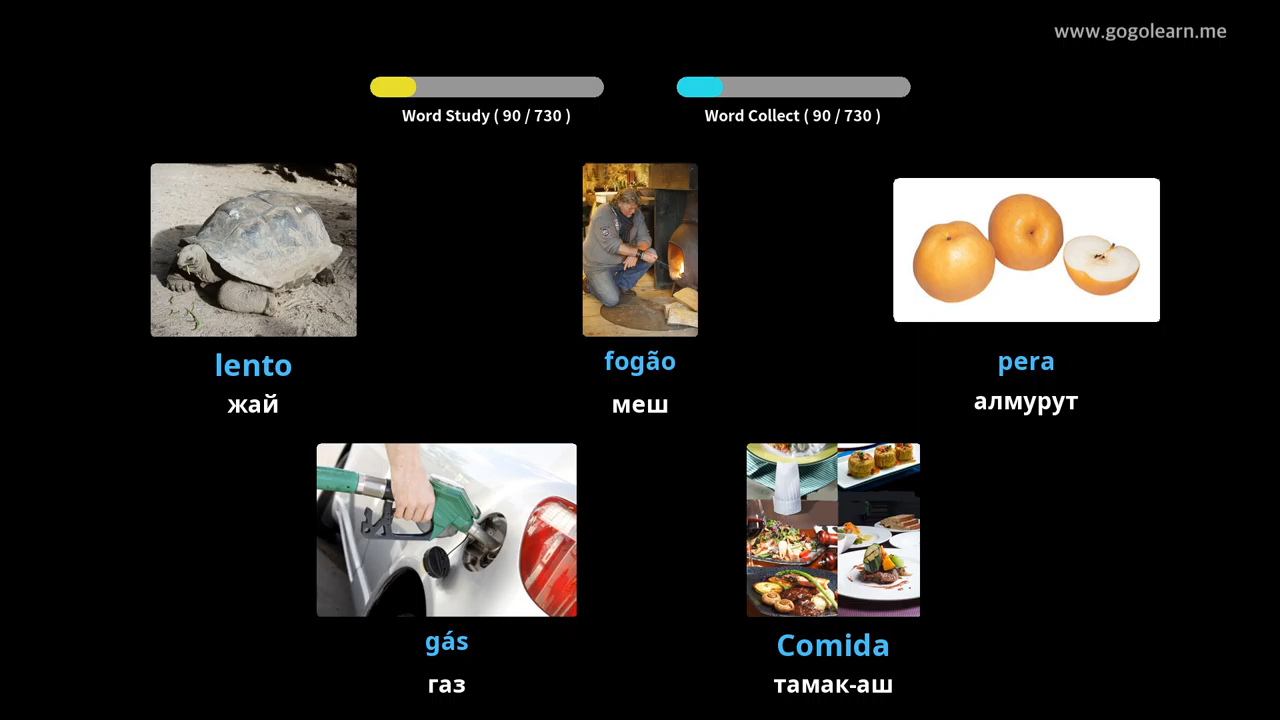 www.gogolearn.me
Word Study ( 90 / 730 )
Word Collect ( 90 / 730 )
lento
жай
fogão
меш
pera
алмурут
gás
газ
Comida
тамак-аш